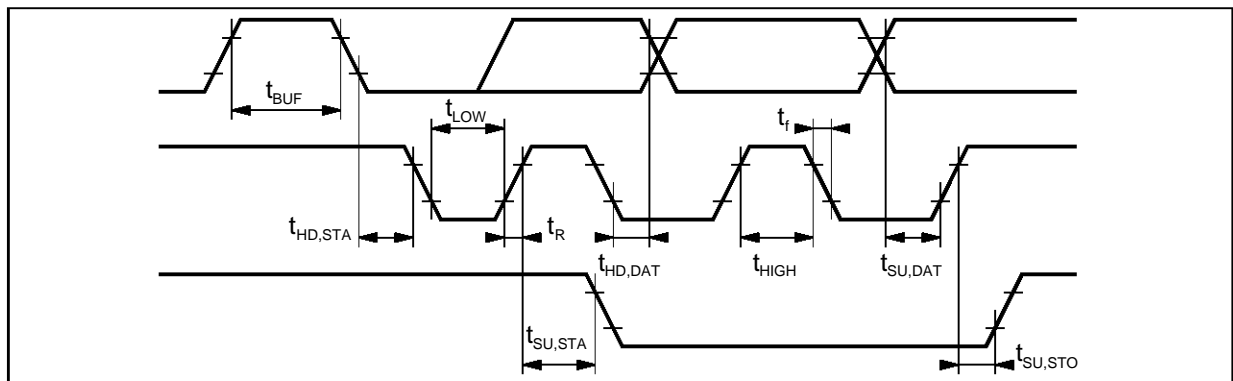 tBUF
tLOW
tf
tHD,STA
tR
tHD,DAT
tHIGH
tSU,DAT
tSU,STA
tSU,STO